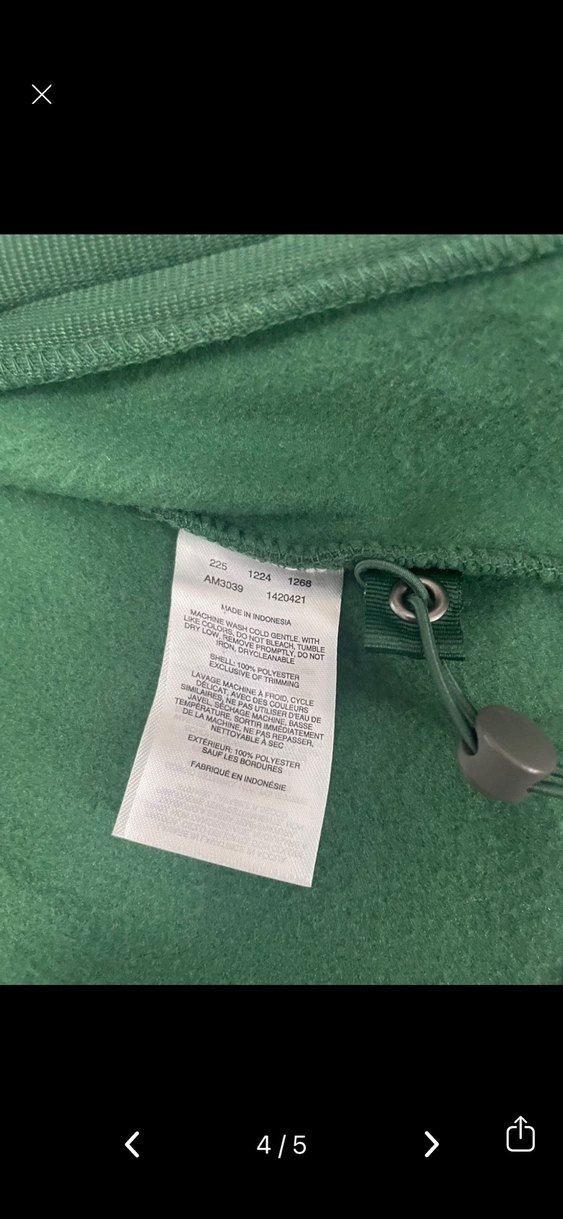 225 1224 1268
AM3039 1420421
MADE IN INDONESIA
MACHINE WASH COLD GENTLE, WITH
LIKE COLORS, DO NOT BLEACH, TUMBLE
DRY LOW, REMOVE PROMPTLY, DO NOT
IRON, DRYCLEANABLE
SHELL: 100% POLYESTER
EXCLUSIVE OF TRIMMING
LAVAGE MACHINE À FROID, CYCLE
DÉLICAT, AVEC DES COULEURS
SIMILAIRES, NE PAS UTILISER D'EAU DE
JAVEL, SÉCHAGE MACHINE, BASSE
TEMPÉRATURE, SORTIR IMMÉDIATEMENT
DE LA MACHINE, NE PAS REPASSER,
NETTOYABLE À SEC
EXTÉRIEUR: 100% POLYESTER
SAUF LES BORDURES
FABRIQUÉ EN INDONÉSIE
4 / 5